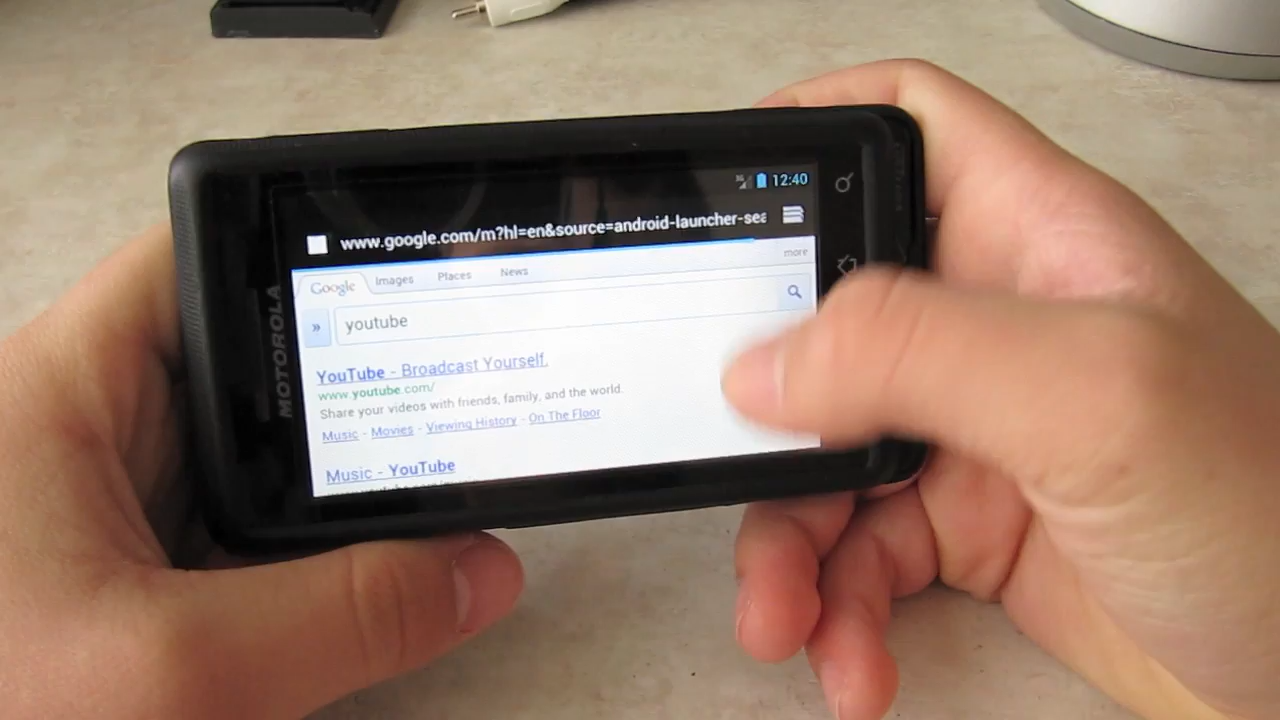 MOTOROLA
3G 12:40
www.google.com/m?hl=en&source=android-launcher-sea
Google Images Places News more
» youtube
YouTube - Broadcast Yourself.
www.youtube.com/
Share your videos with friends, family, and the world.
Music - Movies - Viewing History - On The Floor
Music - YouTube